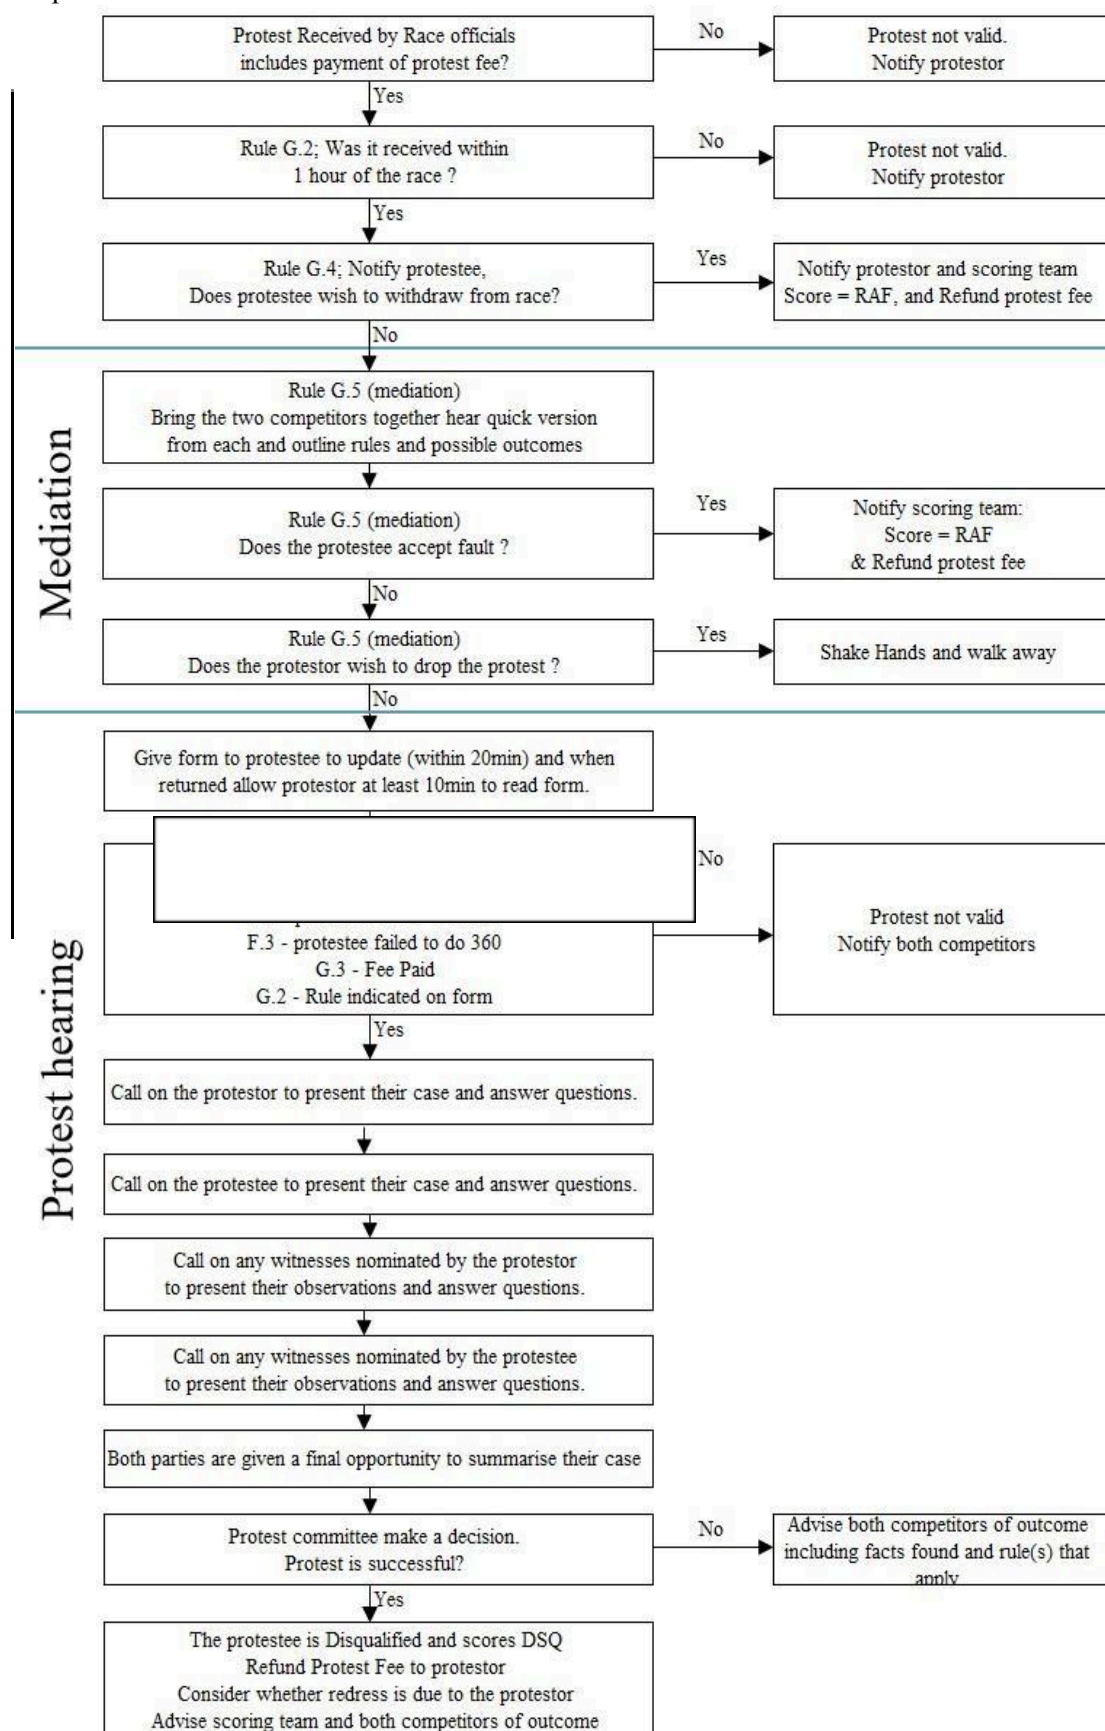 Protest Received by Race officials
includes payment of protest fee?
No
Protest not valid.
Notify protestor
Yes
Rule G.2; Was it received within
1 hour of the race ?
No
Protest not valid.
Notify protestor
Yes
Rule G.4; Notify protestee,
Does protestee wish to withdraw from race?
Yes
Notify protestor and scoring team
Score = RAF, and Refund protest fee
No
Mediation
Rule G.5 (mediation)
Bring the two competitors together hear quick version
from each and outline rules and possible outcomes
Rule G.5 (mediation)
Does the protestee accept fault ?
Yes
Notify scoring team:
Score = RAF
& Refund protest fee
No
Rule G.5 (mediation)
Does the protestor wish to drop the protest ?
Yes
Shake Hands and walk away
No
Protest hearing
Give form to protestee to update (within 20min) and when
returned allow protestor at least 10min to read form.
No
Protest not valid
Notify both competitors
F.3 - protestee failed to do 360
G.3 - Fee Paid
G.2 - Rule indicated on form
Yes
Call on the protestor to present their case and answer questions.
Call on the protestee to present their case and answer questions.
Call on any witnesses nominated by the protestor
to present their observations and answer questions.
Call on any witnesses nominated by the protestee
to present their observations and answer questions.
Both parties are given a final opportunity to summarise their case
Protest committee make a decision.
Protest is successful?
No
Advise both competitors of outcome
including facts found and rule(s) that
apply
Yes
The protestee is Disqualified and scores DSQ
Refund Protest Fee to protestor
Consider whether redress is due to the protestor
Advise scoring team and both competitors of outcome